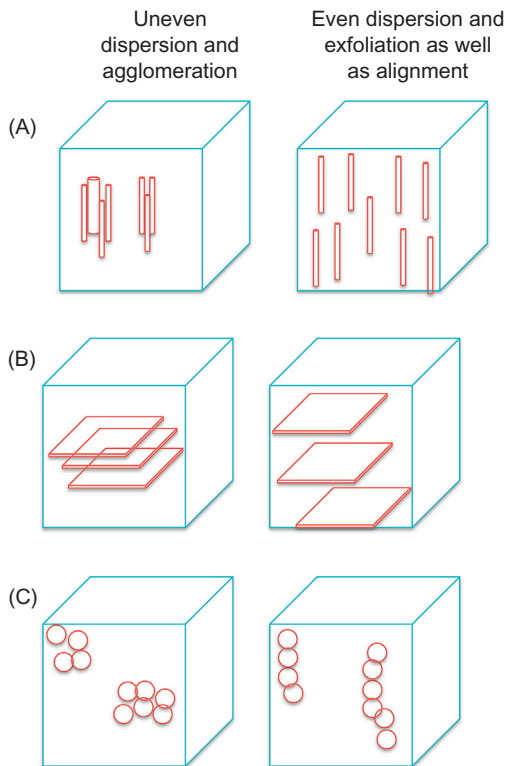 Uneven
dispersion and
agglomeration
Even dispersion and
exfoliation as well
as alignment
(A)
(B)
(C)